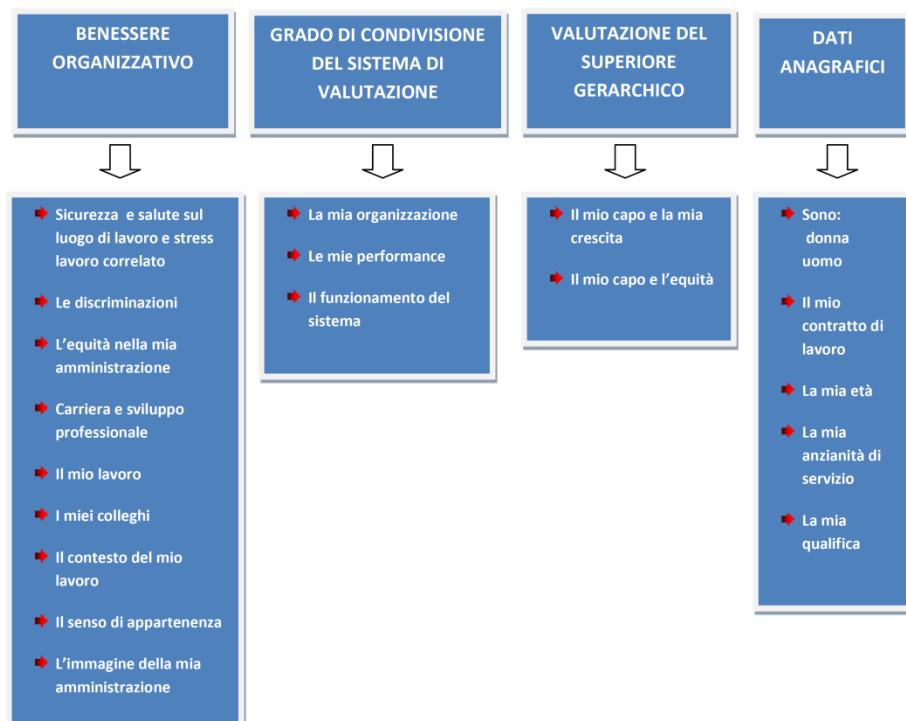 BENESSERE
ORGANIZZATIVO
GRADO DI CONDIVISIONE
DEL SISTEMA DI
VALUTAZIONE
VALUTAZIONE DEL
SUPERIORE
GERARCHICO
DATI
ANAGRAFICI
Sicurezza e salute sul
luogo di lavoro e stress
lavoro correlato
Le discriminazioni
L’equità nella mia
amministrazione
Carriera e sviluppo
professionale
Il mio lavoro
I miei colleghi
Il contesto del mio
lavoro
Il senso di appartenenza
L’immagine della mia
amministrazione
La mia organizzazione
Le mie performance
Il funzionamento del
sistema
Il mio capo e la mia
crescita
Il mio capo e l’equità
Sono:
donna
uomo
Il mio
contratto di
lavoro
La mia età
La mia
anzianità di
servizio
La mia
qualifica